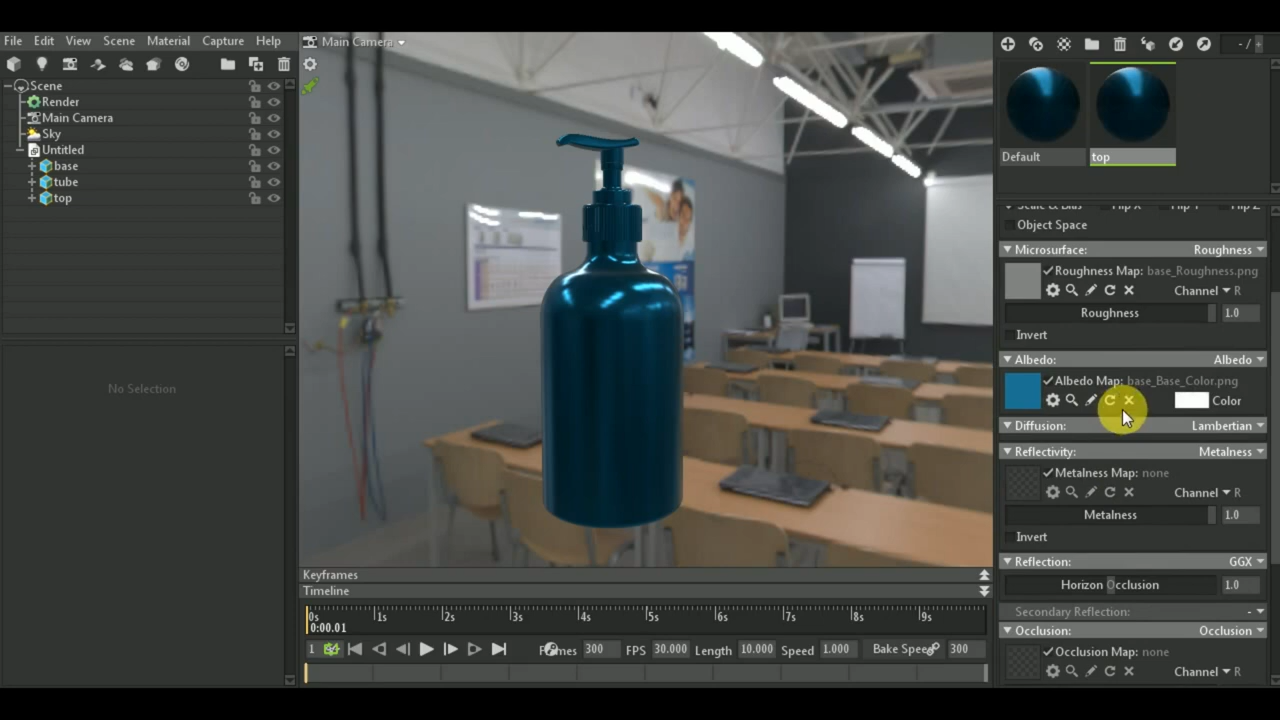 File Edit View Scene Material Capture Help
Main Camera
- /
Scene
Render
Main Camera
Sky
Untitled
base
tube
top
No Selection
Default
top
Scale & Bias Flip X Flip Y Flip Z
Object Space
Microsurface: Roughness
Roughness Map: base_Roughness.png
Channel R
Roughness 1.0
Invert
Albedo: Albedo
Albedo Map: base_Base_Color.png
Color
Diffusion: Lambertian
Reflectivity: Metalness
Metalness Map: none
Channel R
Metalness 1.0
Invert
Reflection: GGX
Horizon Occlusion 1.0
Secondary Reflection: -
Occlusion: Occlusion
Occlusion Map: none
Channel R
Keyframes
Timeline
0s 1s 2s 3s 4s 5s 6s 7s 8s 9s
0:00.01
1 Frames 300 FPS 30.000 Length 10.000 Speed 1.000 Bake Speed 300